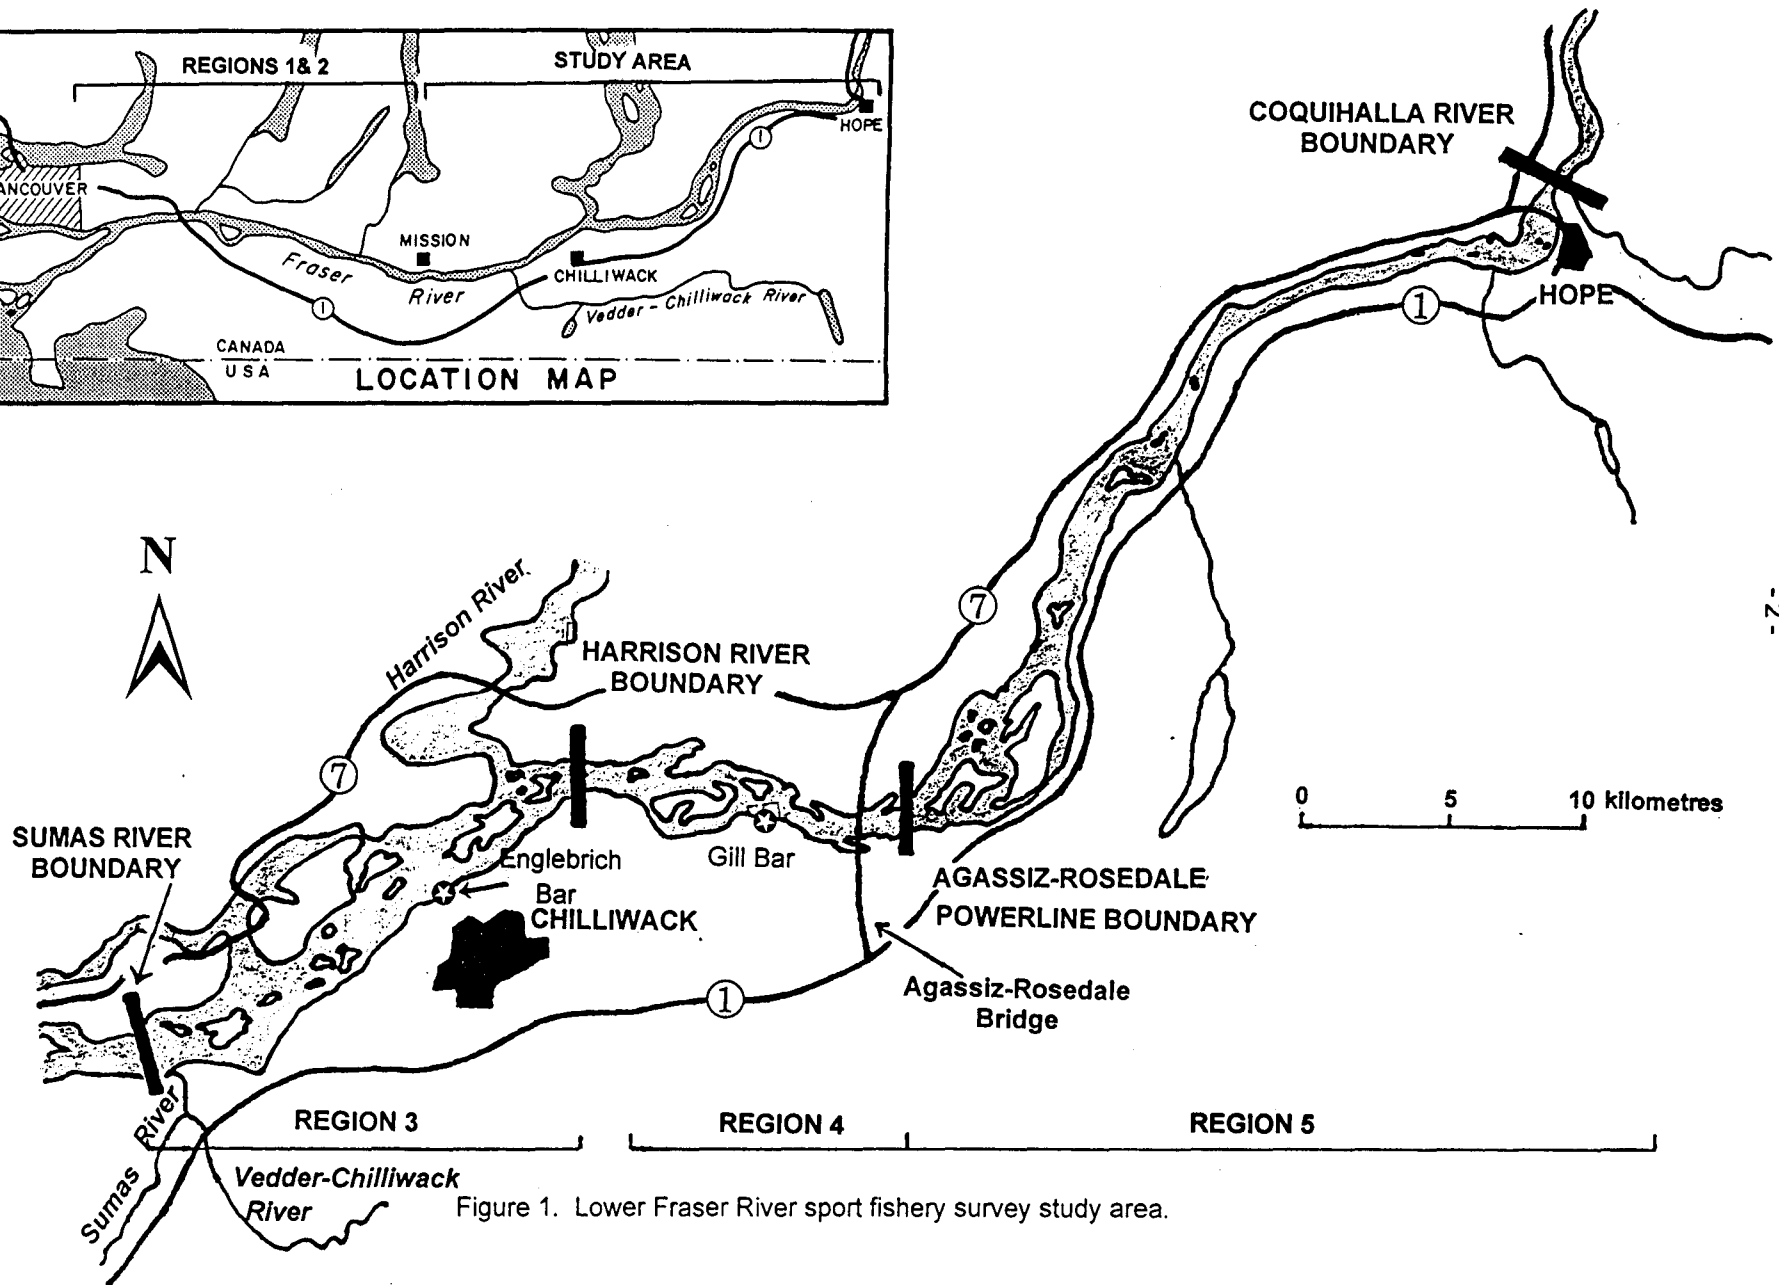 REGIONS 1& 2
STUDY AREA
HOPE
1
ANCOUVER
MISSION
CHILLIWACK
Fraser
River
1
Vedder - Chilliwack River
CANADA
USA
LOCATION MAP
COQUIHALLA RIVER
BOUNDARY
HOPE
1
N
Harrison River
7
HARRISON RIVER
BOUNDARY
-2-
7
0 5 10 kilometres
SUMAS RIVER
BOUNDARY
Englebrich
Bar
Gill Bar
CHILLIWACK
AGASSIZ-ROSEDALE
POWERLINE BOUNDARY
1
Agassiz-Rosedale
Bridge
REGION 3
REGION 4
REGION 5
Sumas River
Vedder-Chilliwack
River
Figure 1. Lower Fraser River sport fishery survey study area.